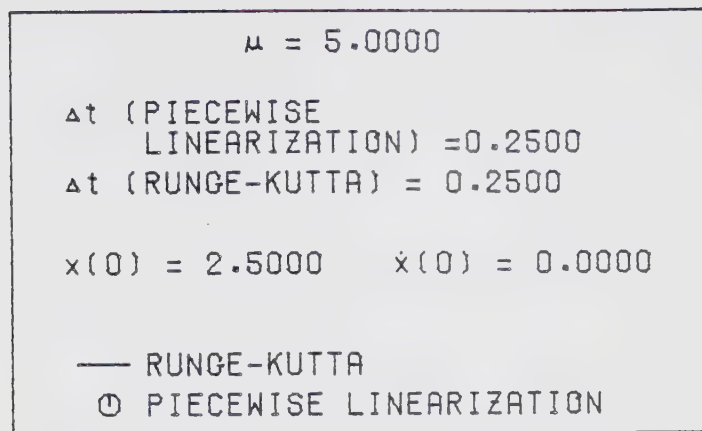 μ = 5.0000
Δt (PIECEWISE
LINEARIZATION) =0.2500
Δt (RUNGE-KUTTA) = 0.2500
x(0) = 2.5000 ẋ(0) = 0.0000
— RUNGE-KUTTA
⏀ PIECEWISE LINEARIZATION